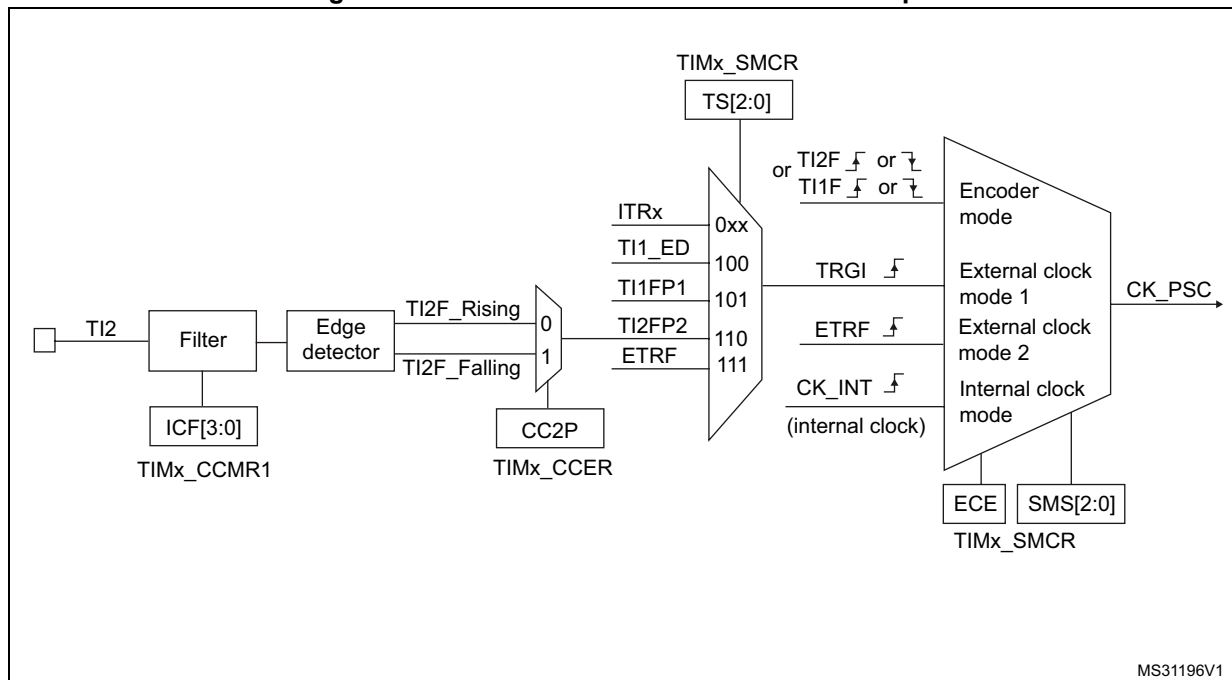 TIMx_SMCR
TS[2:0]
or TI2F or
TI1F or
Encoder
mode
ITRx
0xx
TI1_ED
100
TI1FP1
101
TI2FP2
110
ETRF
111
TRGI
External clock
mode 1
CK_PSC
ETRF
External clock
mode 2
CK_INT
Internal clock
mode
(internal clock)
TI2
Filter
Edge
detector
TI2F_Rising
0
TI2F_Falling
1
ICF[3:0]
TIMx_CCMR1
CC2P
TIMx_CCER
ECE
SMS[2:0]
TIMx_SMCR
MS31196V1